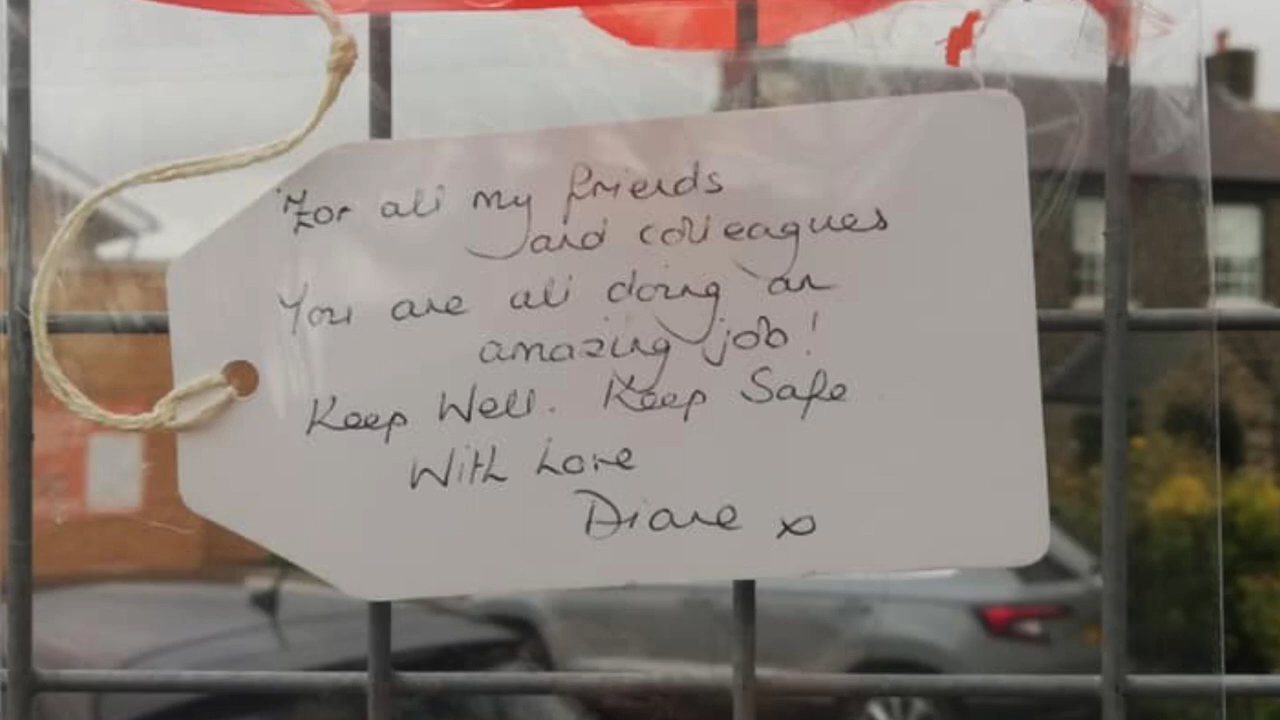 For all my friends
and colleagues
You are all doing an
amazing job!
Keep Well. Keep Safe
With Love
Diane x